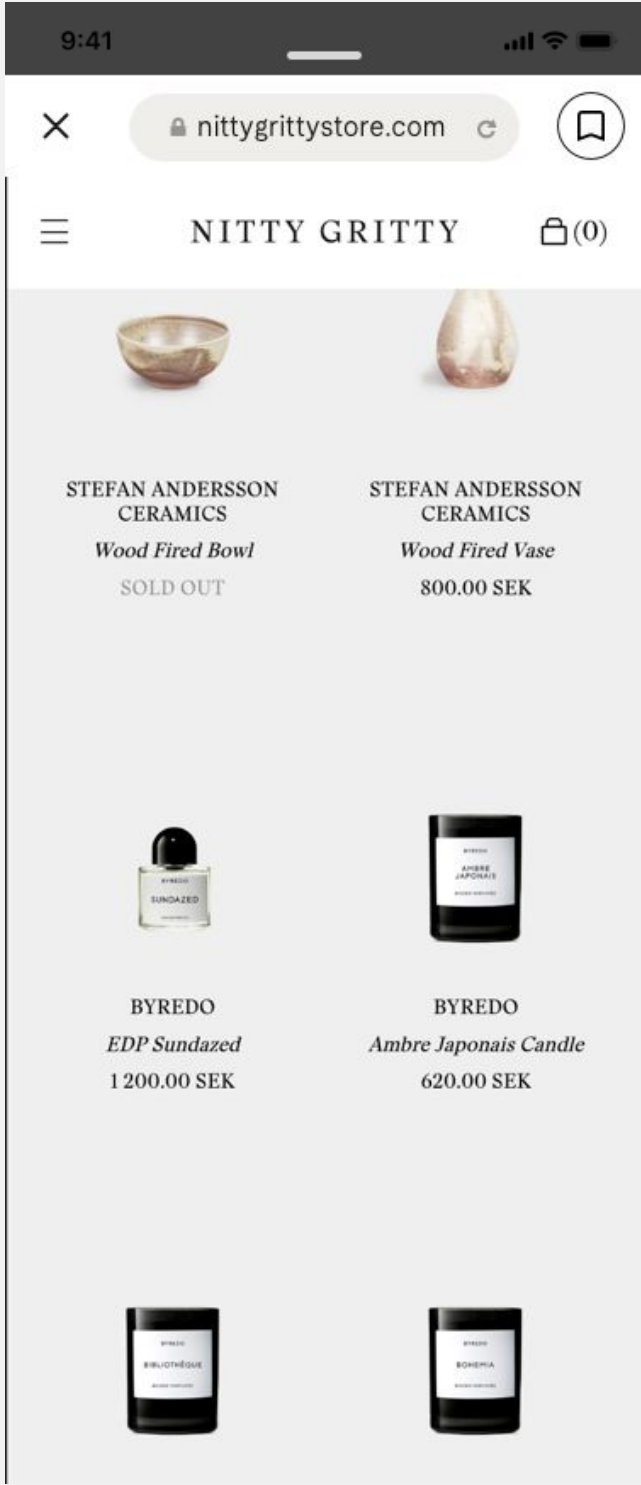 9:41
nittygrittystore.com
NITTY GRITTY
(0)
STEFAN ANDERSSON
CERAMICS
Wood Fired Bowl
SOLD OUT
STEFAN ANDERSSON
CERAMICS
Wood Fired Vase
800.00 SEK
BYREDO
SUNDAZED
BYREDO
EDP Sundazed
1 200.00 SEK
BYREDO
AMBRE
JAPONAIS
BYREDO
Ambre Japonais Candle
620.00 SEK
BYREDO
BIBLIOTHÈQUE
BYREDO
BOHEMIA